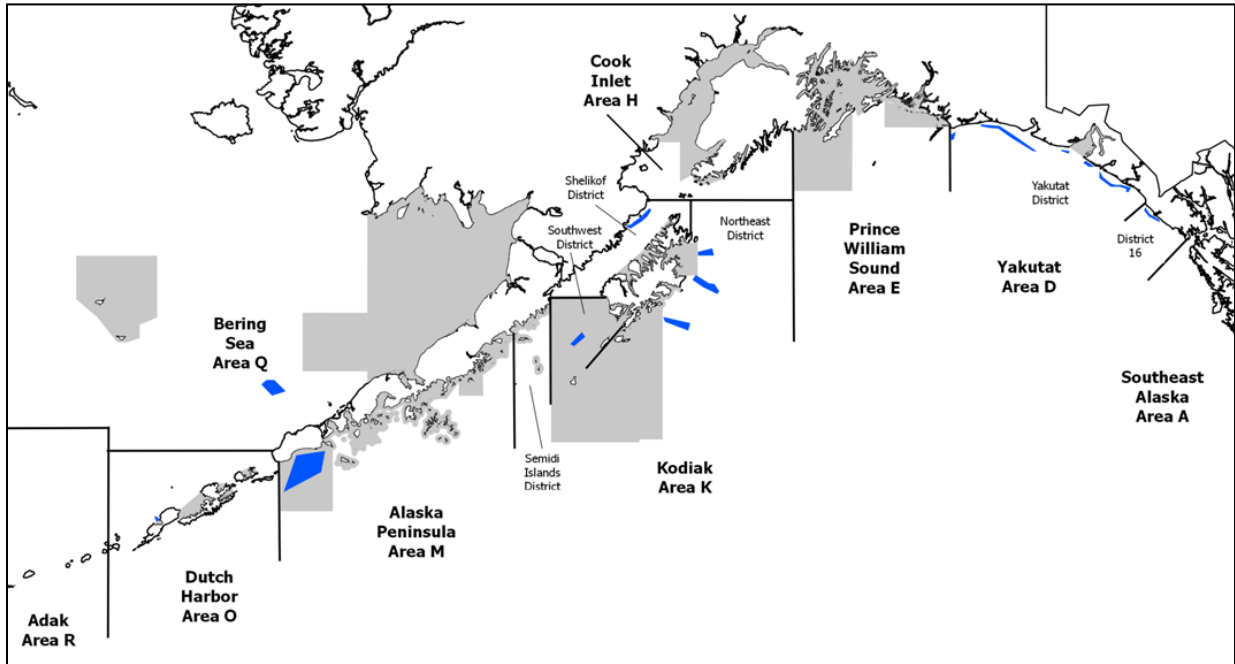 Cook
Inlet
Area H
Shelikof
District
Southwest
District
Northeast
District
Prince
William
Sound
Area E
Yakutat
District
District
16
Yakutat
Area D
Bering
Sea
Area Q
Southeast
Alaska
Area A
Semidi
Islands
District
Kodiak
Area K
Alaska
Peninsula
Area M
Dutch
Harbor
Area O
Adak
Area R